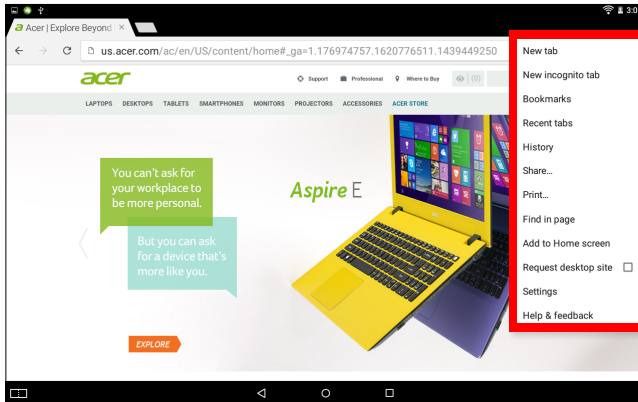 3:0
Acer | Explore Beyond
us.acer.com/ac/en/US/content/home#_ga=1.176974757.1620776511.1439449250
acer
Support Professional Where to Buy (0)
LAPTOPS DESKTOPS TABLETS SMARTPHONES MONITORS PROJECTORS ACCESSORIES ACER STORE
You can't ask for
your workplace to
be more personal.
But you can ask
for a device that's
more like you.
EXPLORE
Aspire E
New tab
New incognito tab
Bookmarks
Recent tabs
History
Share...
Print...
Find in page
Add to Home screen
Request desktop site
Settings
Help & feedback